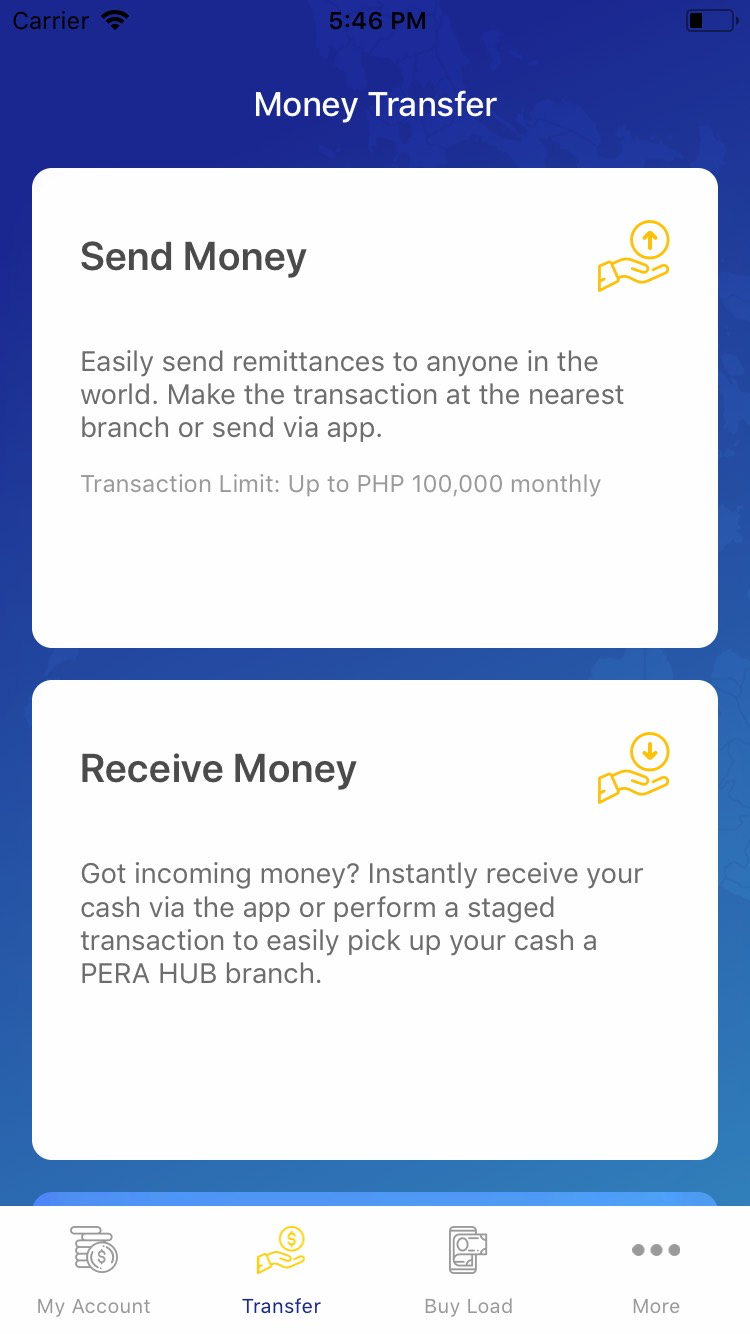 Carrier 5:46 PM
Money Transfer
Send Money
Easily send remittances to anyone in the
world. Make the transaction at the nearest
branch or send via app.
Transaction Limit: Up to PHP 100,000 monthly
Receive Money
Got incoming money? Instantly receive your
cash via the app or perform a staged
transaction to easily pick up your cash a
PERA HUB branch.
My Account Transfer Buy Load More